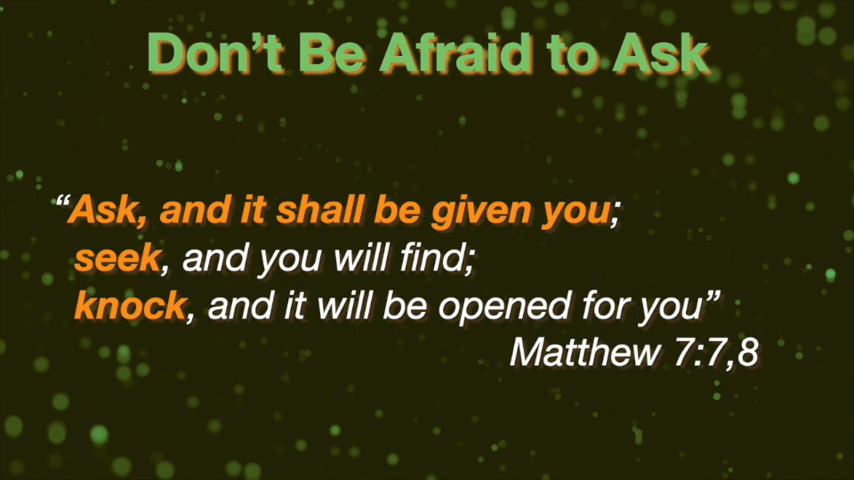 Don’t Be Afraid to Ask
“Ask, and it shall be given you;
seek, and you will find;
knock, and it will be opened for you”
Matthew 7:7,8